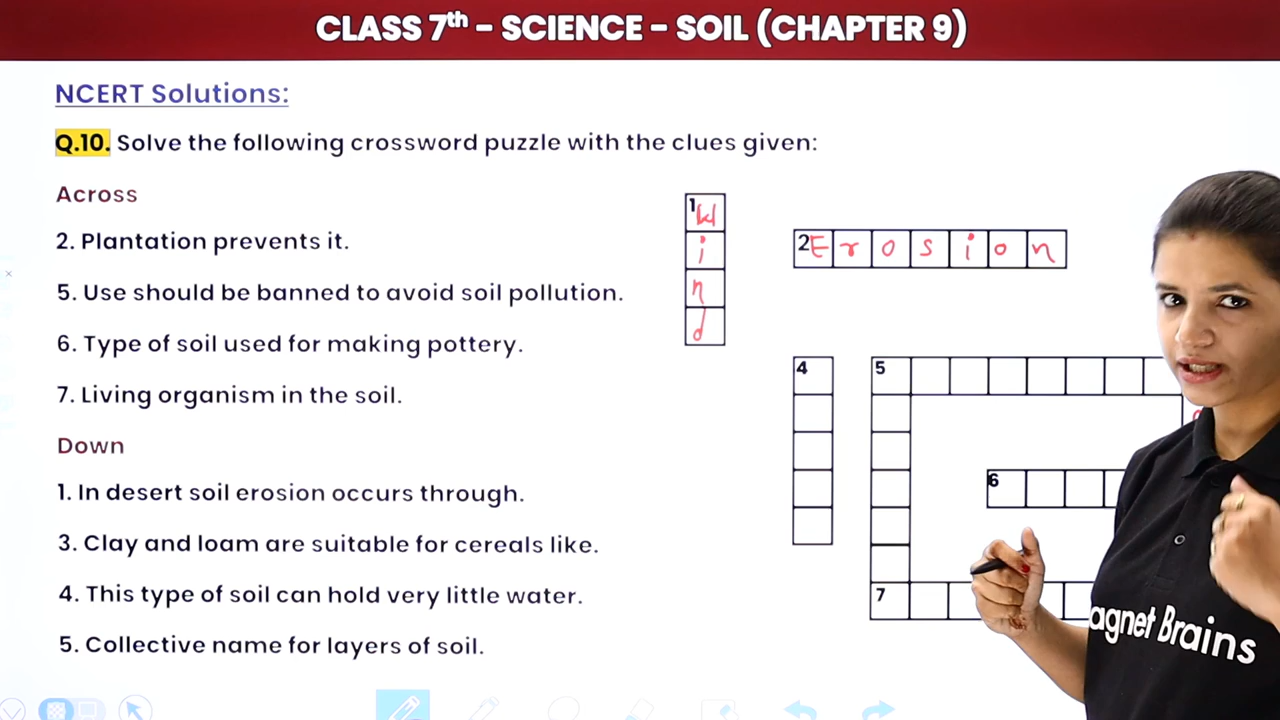 CLASS 7th - SCIENCE - SOIL (CHAPTER 9)
NCERT Solutions:
Q.10. Solve the following crossword puzzle with the clues given:
Across
2. Plantation prevents it.
5. Use should be banned to avoid soil pollution.
6. Type of soil used for making pottery.
7. Living organism in the soil.
Down
1. In desert soil erosion occurs through.
3. Clay and loam are suitable for cereals like.
4. This type of soil can hold very little water.
5. Collective name for layers of soil.
1 W
i
n
d
2 E r o s i o n
4
5
6
7
agnet Brains